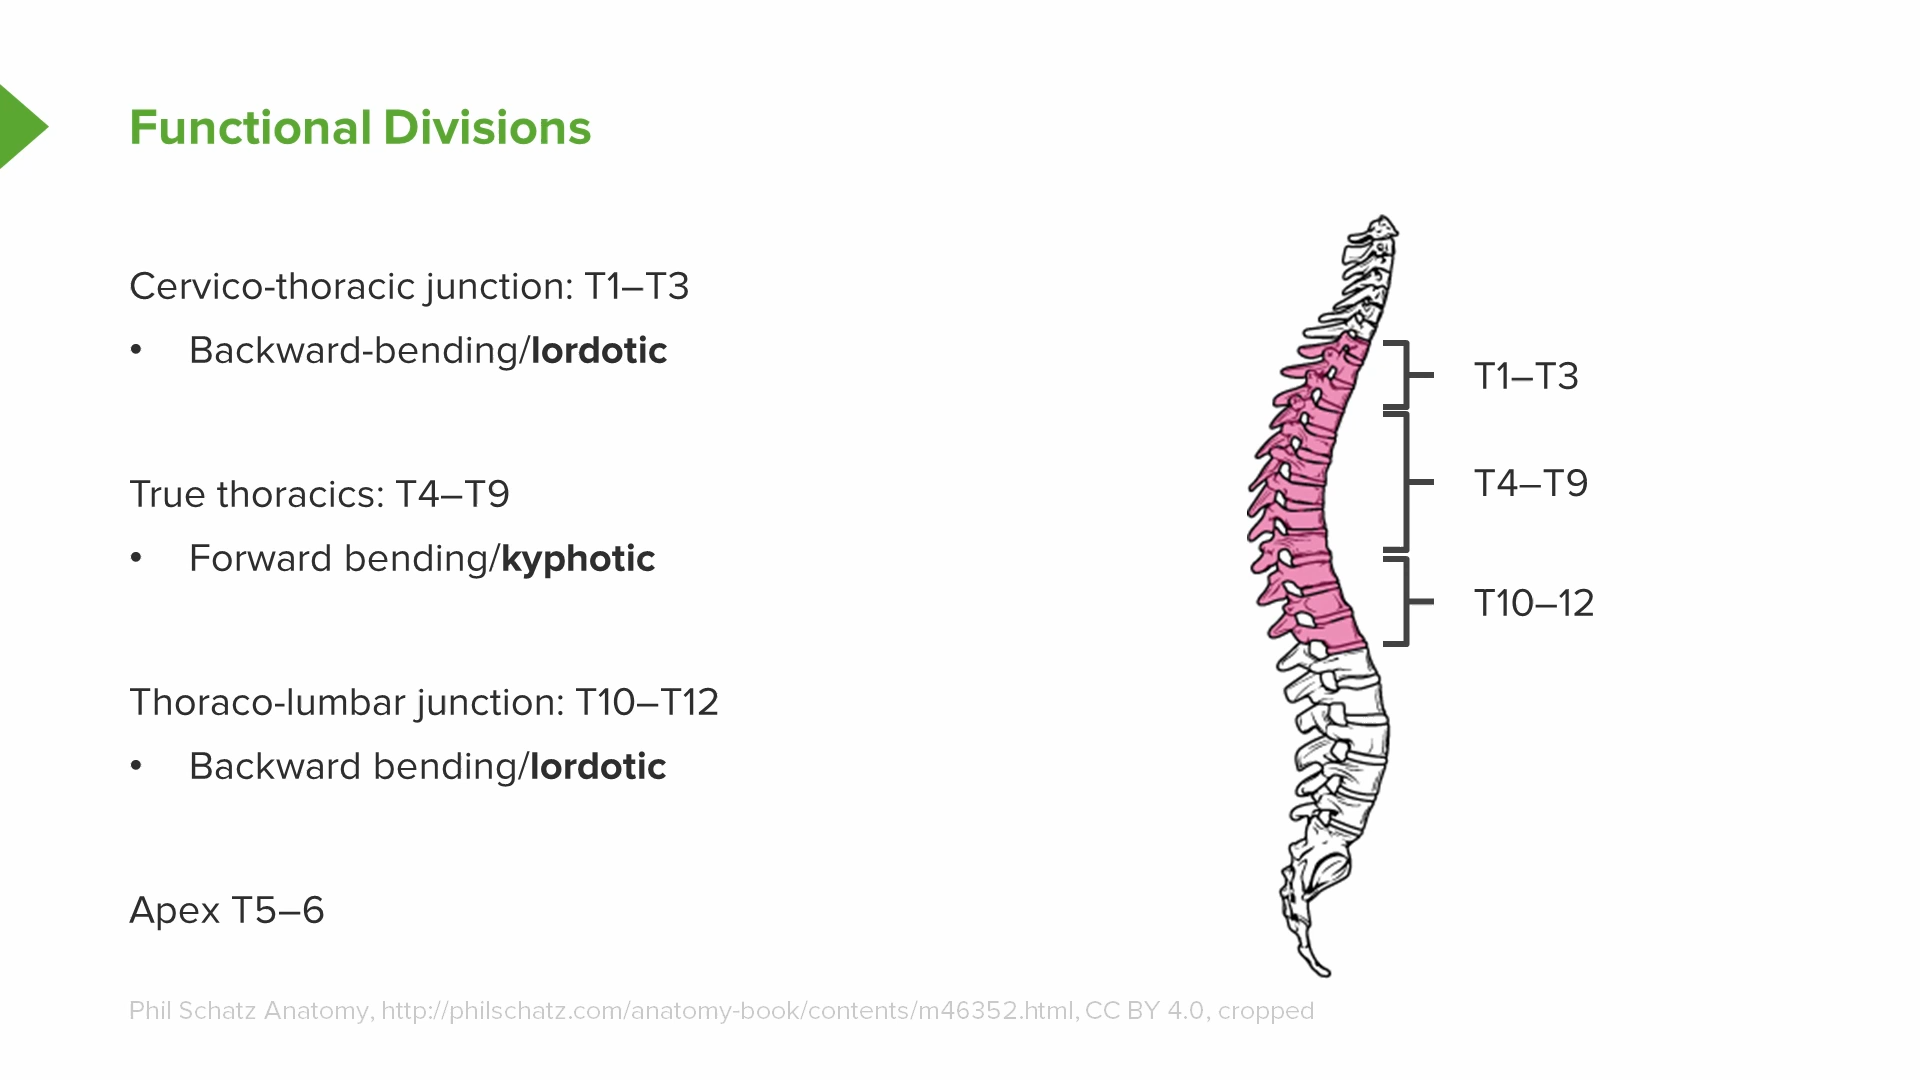 Functional Divisions
Cervico-thoracic junction: T1–T3
• Backward-bending/lordotic
True thoracics: T4–T9
• Forward bending/kyphotic
Thoraco-lumbar junction: T10–T12
• Backward bending/lordotic
Apex T5–6
T1–T3
T4–T9
T10–12
Phil Schatz Anatomy, http://philschatz.com/anatomy-book/contents/m46352.html, CC BY 4.0, cropped